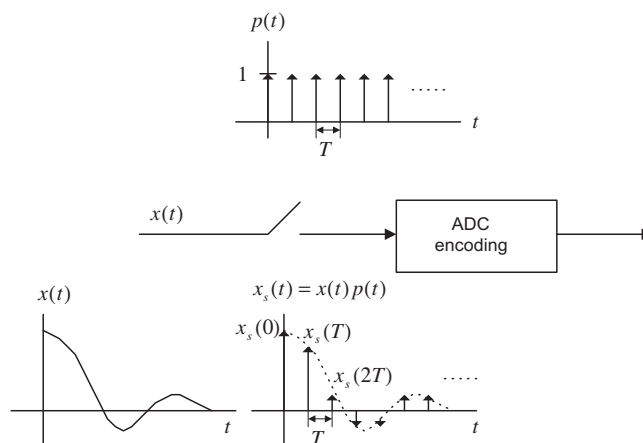 p(t)
1
.....
t
T
x(t)
ADC
encoding
x(t)
t
x_s(t) = x(t)p(t)
x_s(0)
x_s(T)
x_s(2T)
.....
T
t